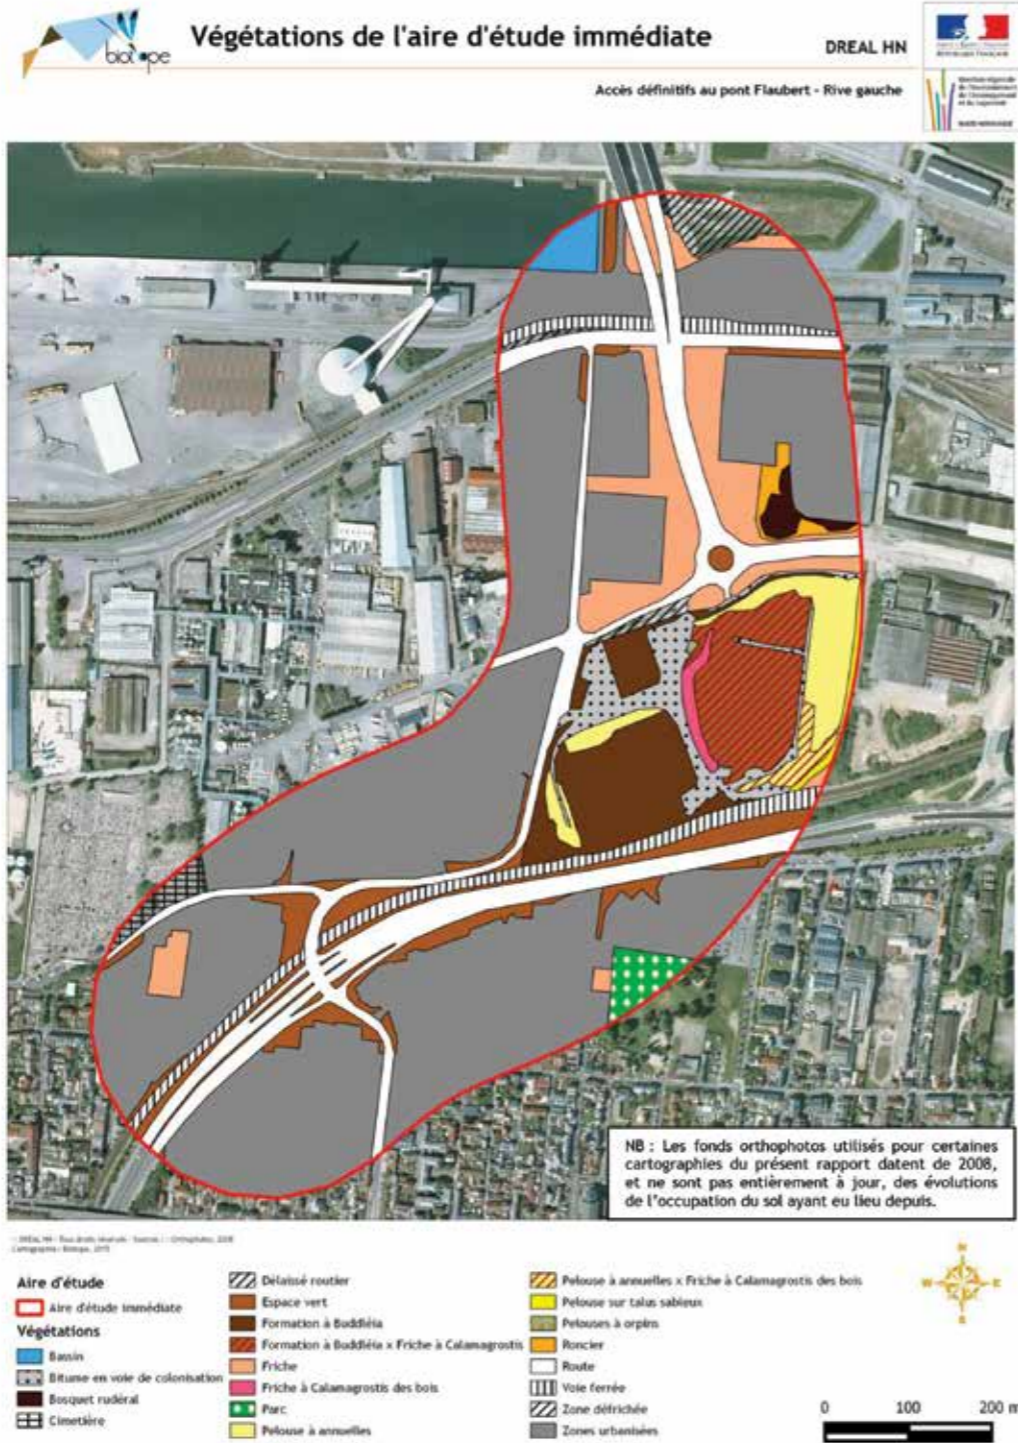 biotope
Végétations de l'aire d'étude immédiate
DREAL HN
Accès définitifs au pont Flaubert - Rive gauche
NB : Les fonds orthophotos utilisés pour certaines
cartographies du présent rapport datent de 2008,
et ne sont pas entièrement à jour, des évolutions
de l'occupation du sol ayant eu lieu depuis.
Aire d'étude
Aire d'étude immédiate
Végétations
Bassin
Bitume en voie de colonisation
Bosquet rudéral
Cimetière
Délaissé routier
Espace vert
Formation à Buddléia
Formation à Buddléia x Friche à Calamagrostis
Friche
Friche à Calamagrostis des bois
Parc
Pelouse à annuelles
Pelouse à annuelles x Friche à Calamagrostis des bois
Pelouse sur talus sableux
Pelouses à orpins
Roncier
Route
Voie ferrée
Zone défrichée
Zones urbanisées
N
W E
S
0 100 200 m